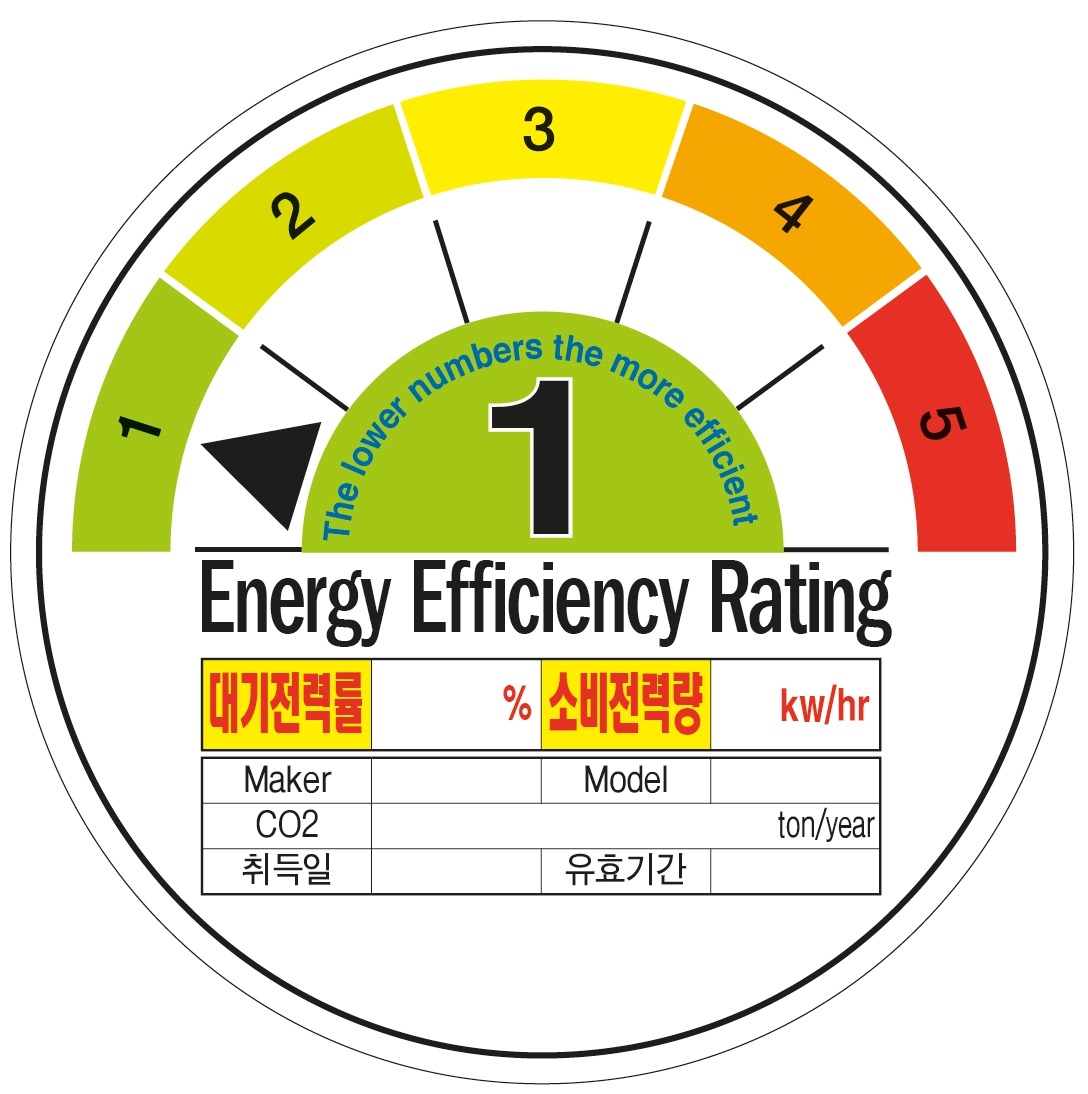 1
2
3
4
5
The lower numbers the more efficient
1
Energy Efficiency Rating
대기전력률 % 소비전력량 kw/hr
Maker Model
CO2 ton/year
취득일 유효기간